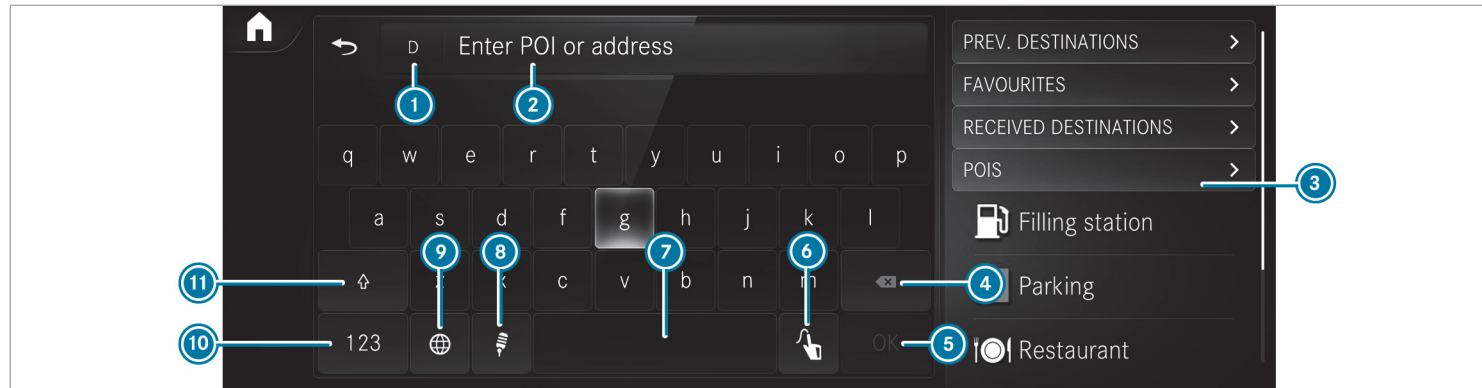 D Enter POI or address
1 2
q w e r t y u i o p
a s d f g h j k l
9 8 7 6
11 z x c v b n m 4
10 123 OK 5
PREV. DESTINATIONS
FAVOURITES
RECEIVED DESTINATIONS
POIS
3
Filling station
Parking
Restaurant